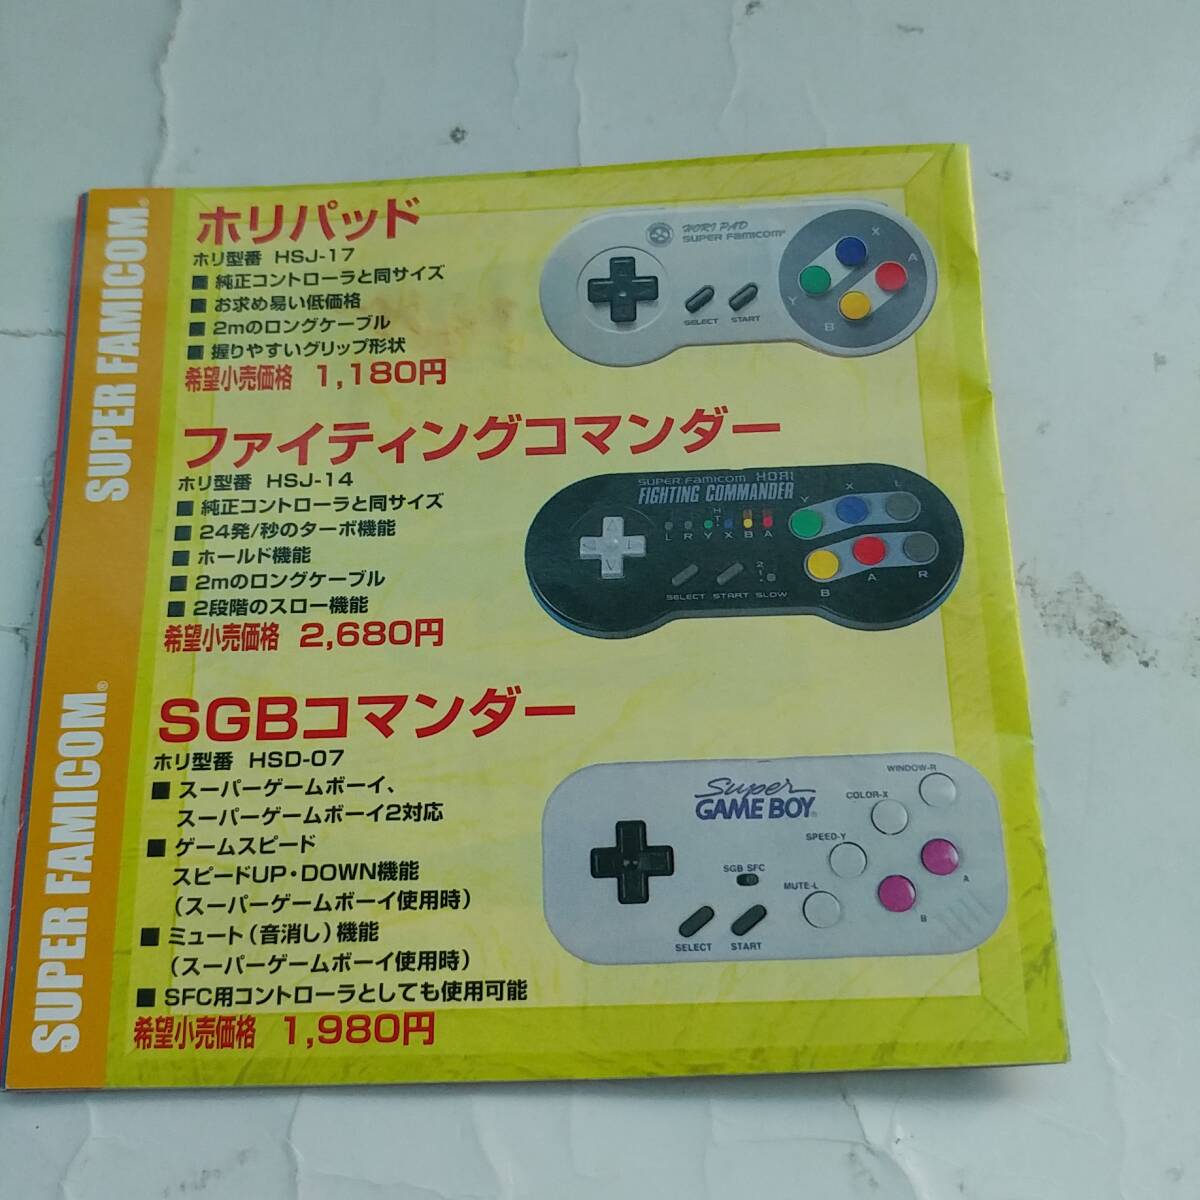 SUPER FAMICOM®
SUPER FAMICOM®
ホリパッド
ホリ型番 HSJ-17
■ 純正コントローラと同サイズ
■ お求め易い低価格
■ 2mのロングケーブル
■ 握りやすいグリップ形状
希望小売価格 1,180円
HORI PAD
SUPER FAMICOM
SELECT START
X
A
Y
B
ファイティングコマンダー
ホリ型番 HSJ-14
■ 純正コントローラと同サイズ
■ 24発/秒のターボ機能
■ ホールド機能
■ 2mのロングケーブル
■ 2段階のスロー機能
希望小売価格 2,680円
SUPER FAMICOM HORI
FIGHTING COMMANDER
H
T
L R Y X B A
2
1
SELECT START SLOW
Y X L
B A R
SGBコマンダー
ホリ型番 HSD-07
■ スーパーゲームボーイ、
スーパーゲームボーイ2対応
■ ゲームスピード
スピードUP・DOWN機能
（スーパーゲームボーイ使用時）
■ ミュート（音消し）機能
（スーパーゲームボーイ使用時）
■ SFC用コントローラとしても使用可能
希望小売価格 1,980円
Super
GAME BOY®
SGB SFC
SELECT START
WINDOW-R
COLOR-X
SPEED-Y
MUTE-L
A
B